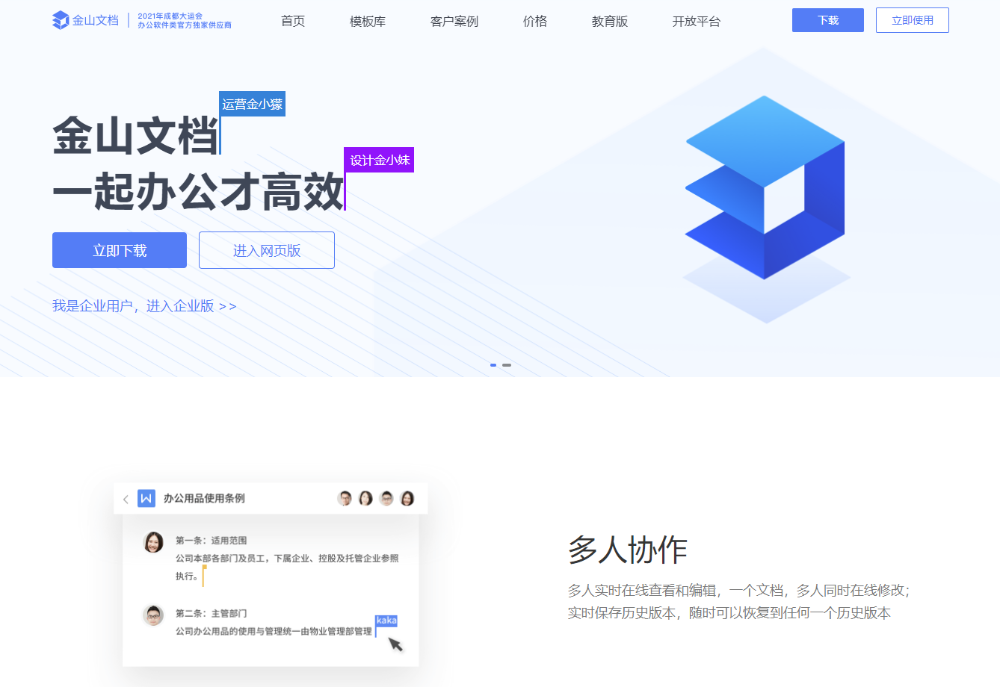 金山文档
2021年成都大运会
办公软件类官方独家供应商
首页
模板库
客户案例
价格
教育版
开放平台
下载
立即使用
运营金小獴
金山文档
设计金小妹
一起办公才高效
立即下载
进入网页版
我是企业用户，进入企业版 >>
办公用品使用条例
第一条：适用范围
公司本部各部门及员工，下属企业、控股及托管企业参照
执行。
第二条：主管部门
kaka
公司办公用品的使用与管理统一由物业管理部管理
多人协作
多人实时在线查看和编辑，一个文档，多人同时在线修改；
实时保存历史版本，随时可以恢复到任何一个历史版本